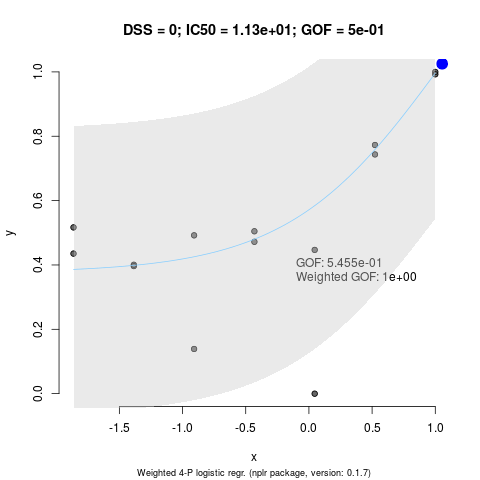 DSS = 0; IC50 = 1.13e+01; GOF = 5e-01
1.0
0.8
y
0.6
0.4
0.2
0.0
GOF: 5.455e-01
Weighted GOF: 1e+00
-1.5 -1.0 -0.5 0.0 0.5 1.0
x
Weighted 4-P logistic regr. (nplr package, version: 0.1.7)